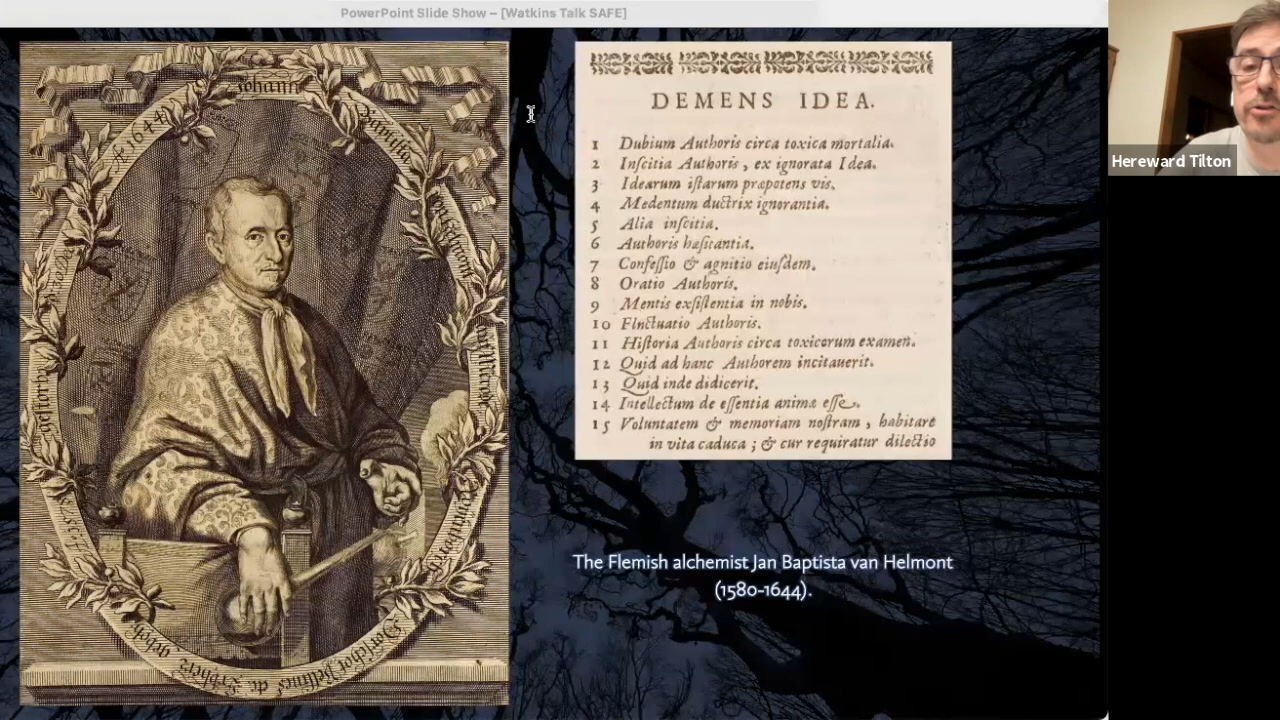 PowerPoint Slide Show – [Watkins Talk SAFE]
Hereward Tilton
Johann
Baptista
# 1644
DEMENS IDEA.
1 Dubium Authoris circa toxica mortalia.
2 Inſcitia Authoris, ex ignorata Idea.
3 Idearum iſtarum præpotens vis.
4 Medentum ductrix ignorantia.
5 Alia inſcitia.
6 Authoris hæſitantia.
7 Confeſſio & agnitio eiuſdem.
8 Oratio Authoris.
9 Mentis exſiſtentia in nobis.
10 Fluctuatio Authoris.
11 Hiſtoria Authoris circa toxicorum examen.
12 Quid ad hanc Authorem incitauerit.
13 Quid inde didicerit.
14 Intellectum de eſſentia animæ eſſe.
15 Voluntatem & memoriam noſtram, habitare
in vita caduca; & cur requiratur dilectio
The Flemish alchemist Jan Baptista van Helmont
(1580-1644).